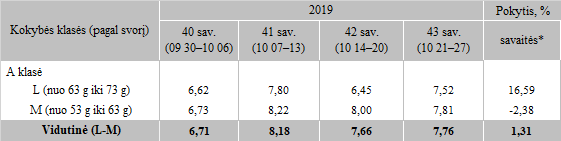 Kokybės klasės (pagal svorį) 2019 Pokytis, %
40 sav. 41 sav. 42 sav. 43 sav. savaitės*
(09 30–10 06) (10 07–13) (10 14–20) (10 21–27)
A klasė
L (nuo 63 g iki 73 g) 6,62 7,80 6,45 7,52 16,59
M (nuo 53 g iki 63 g) 6,73 8,22 8,00 7,81 -2,38
Vidutinė (L-M) 6,71 8,18 7,66 7,76 1,31